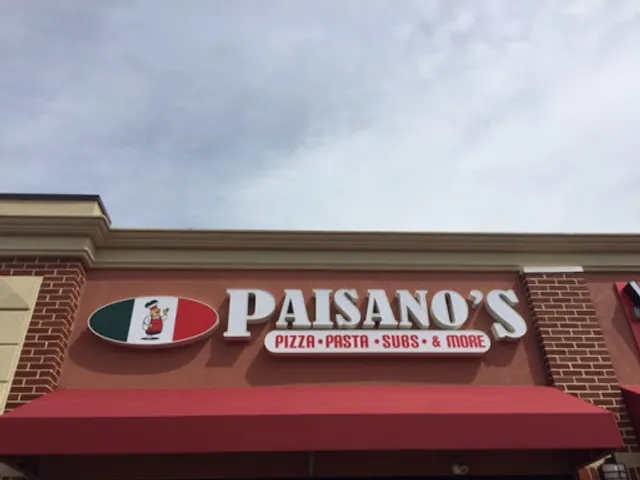 PAISANO'S
PIZZA • PASTA • SUBS • & MORE